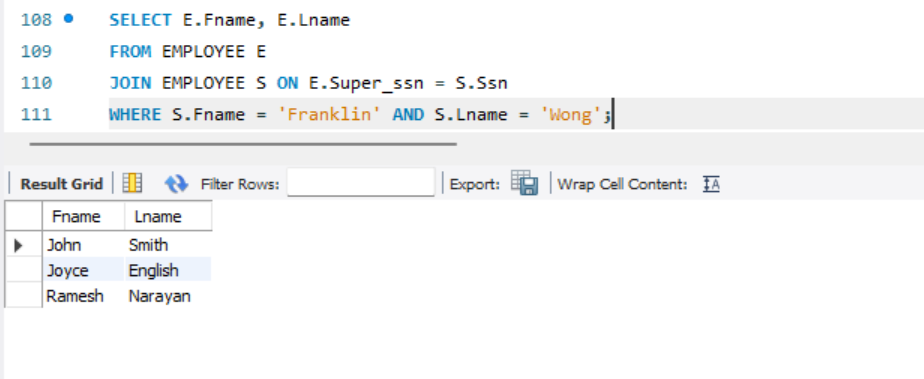 108 SELECT E.Fname, E.Lname
109 FROM EMPLOYEE E
110 JOIN EMPLOYEE S ON E.Super_ssn = S.Ssn
111 WHERE S.Fname = 'Franklin' AND S.Lname = 'Wong';
Result Grid Filter Rows: Export: Wrap Cell Content: IA
Fname Lname
John Smith
Joyce English
Ramesh Narayan